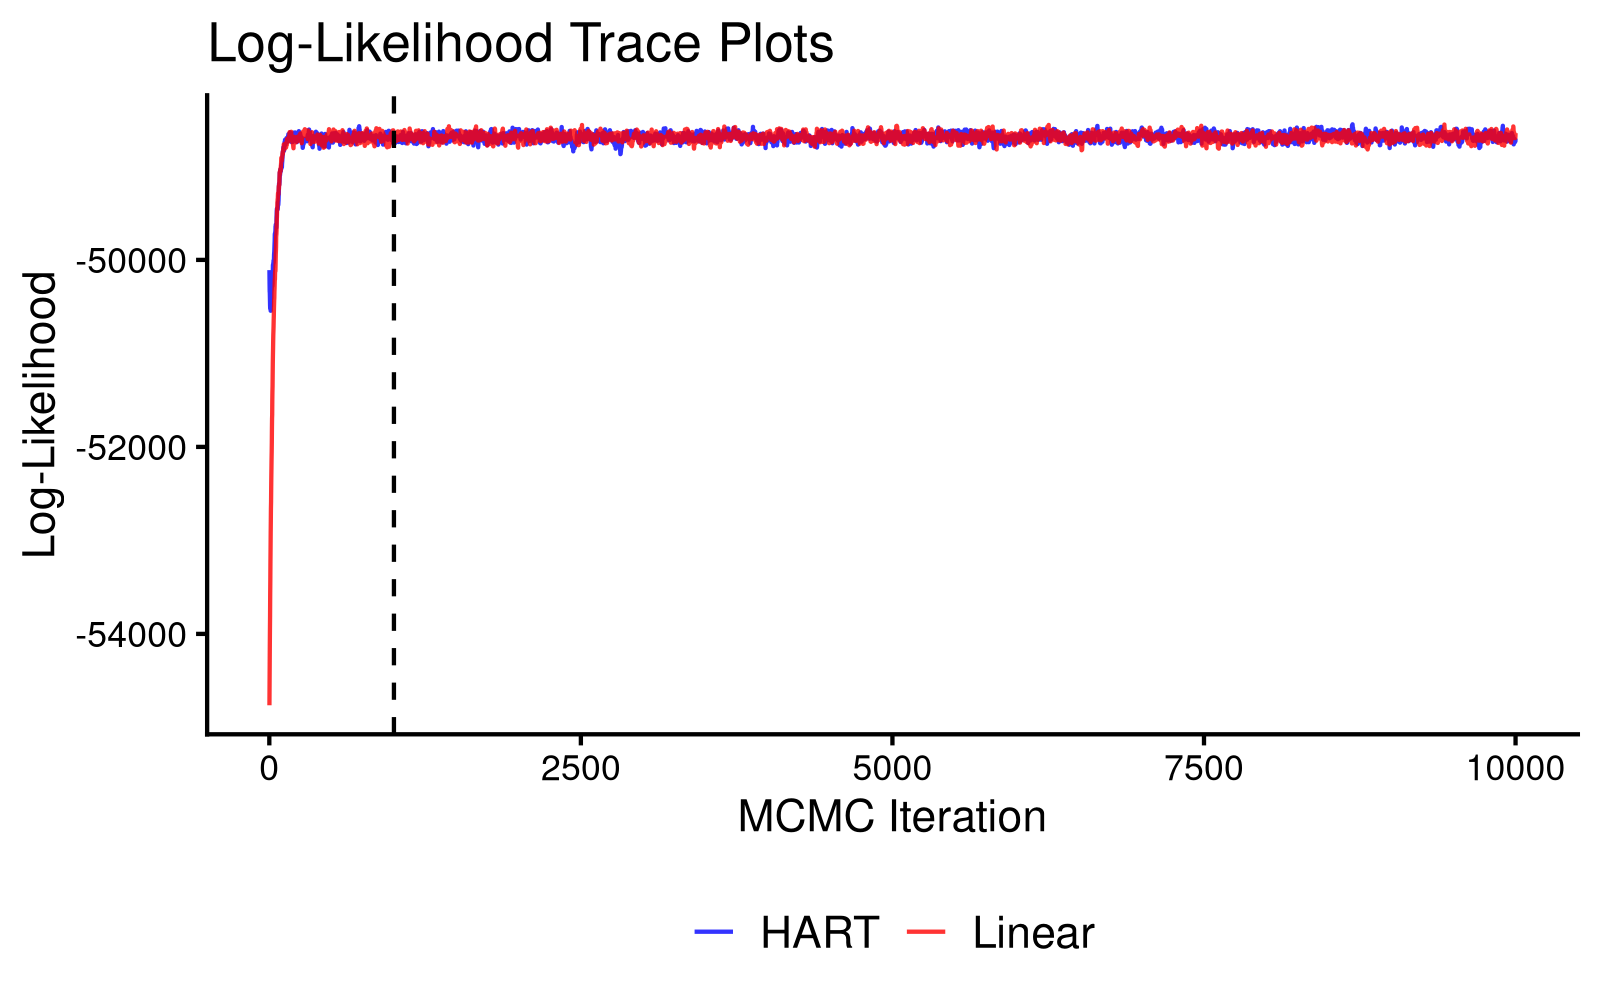 Log-Likelihood Trace Plots
Log-Likelihood
-50000
-52000
-54000
0 2500 5000 7500 10000
MCMC Iteration
HART Linear